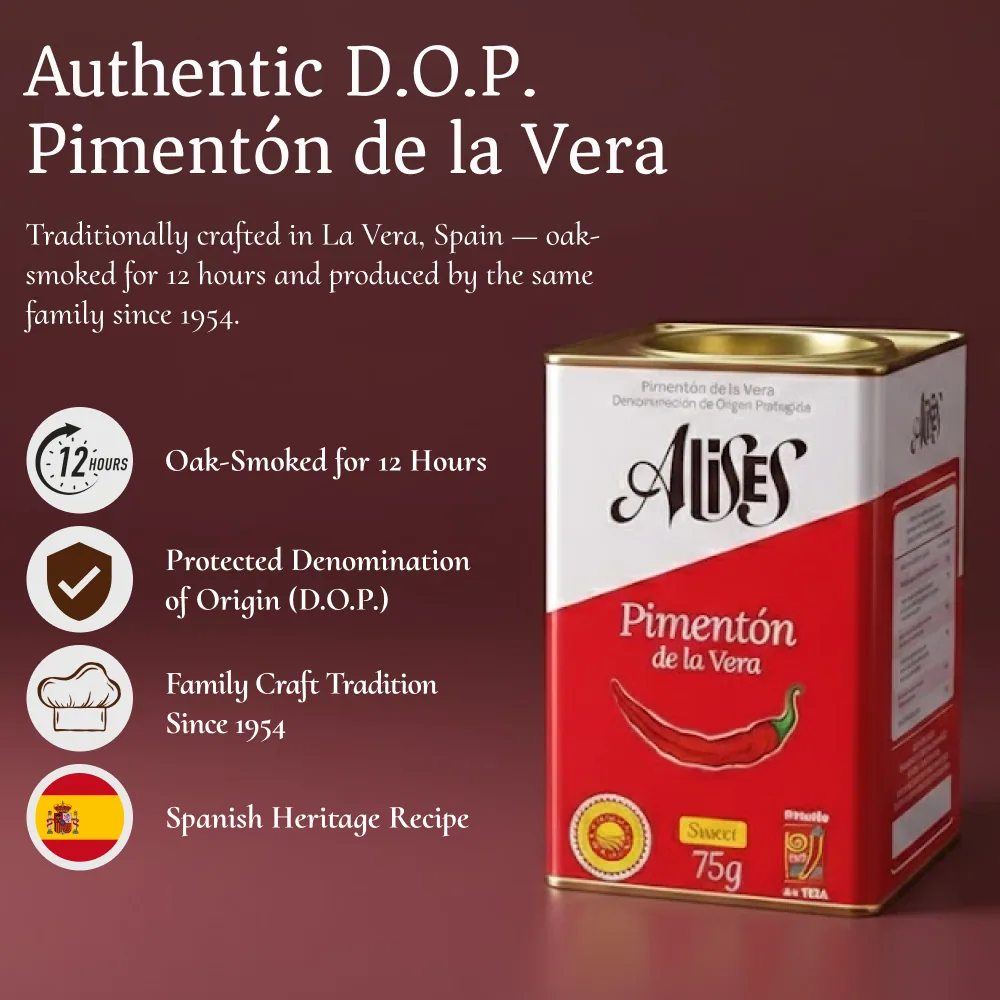 Authentic D.O.P.
Pimentón de la Vera
Traditionally crafted in La Vera, Spain — oak-
smoked for 12 hours and produced by the same
family since 1954.
12 HOURS
Oak-Smoked for 12 Hours
Protected Denomination
of Origin (D.O.P.)
Family Craft Tradition
Since 1954
Spanish Heritage Recipe
Pimentón de la Vera
de Origen
ALiSES
Pimentón
de la Vera
75g